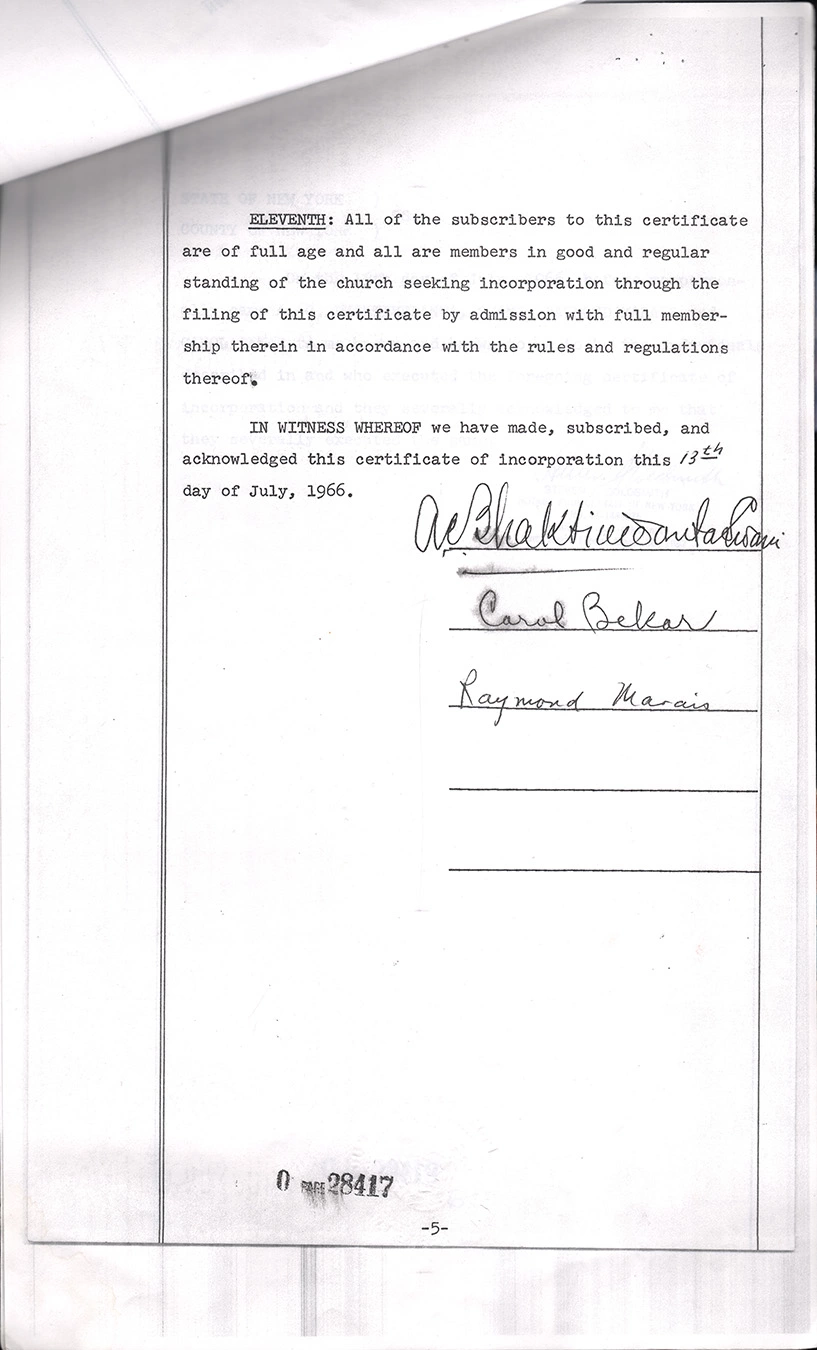 ELEVENTH: All of the subscribers to this certificate
are of full age and all are members in good and regular
standing of the church seeking incorporation through the
filing of this certificate by admission with full member-
ship therein in accordance with the rules and regulations
thereof.
IN WITNESS WHEREOF we have made, subscribed, and
acknowledged this certificate of incorporation this 13th
day of July, 1966.
AC Bhaktivedanta Swami
Carol Bekar
Raymond Marais
0 28417
-5-